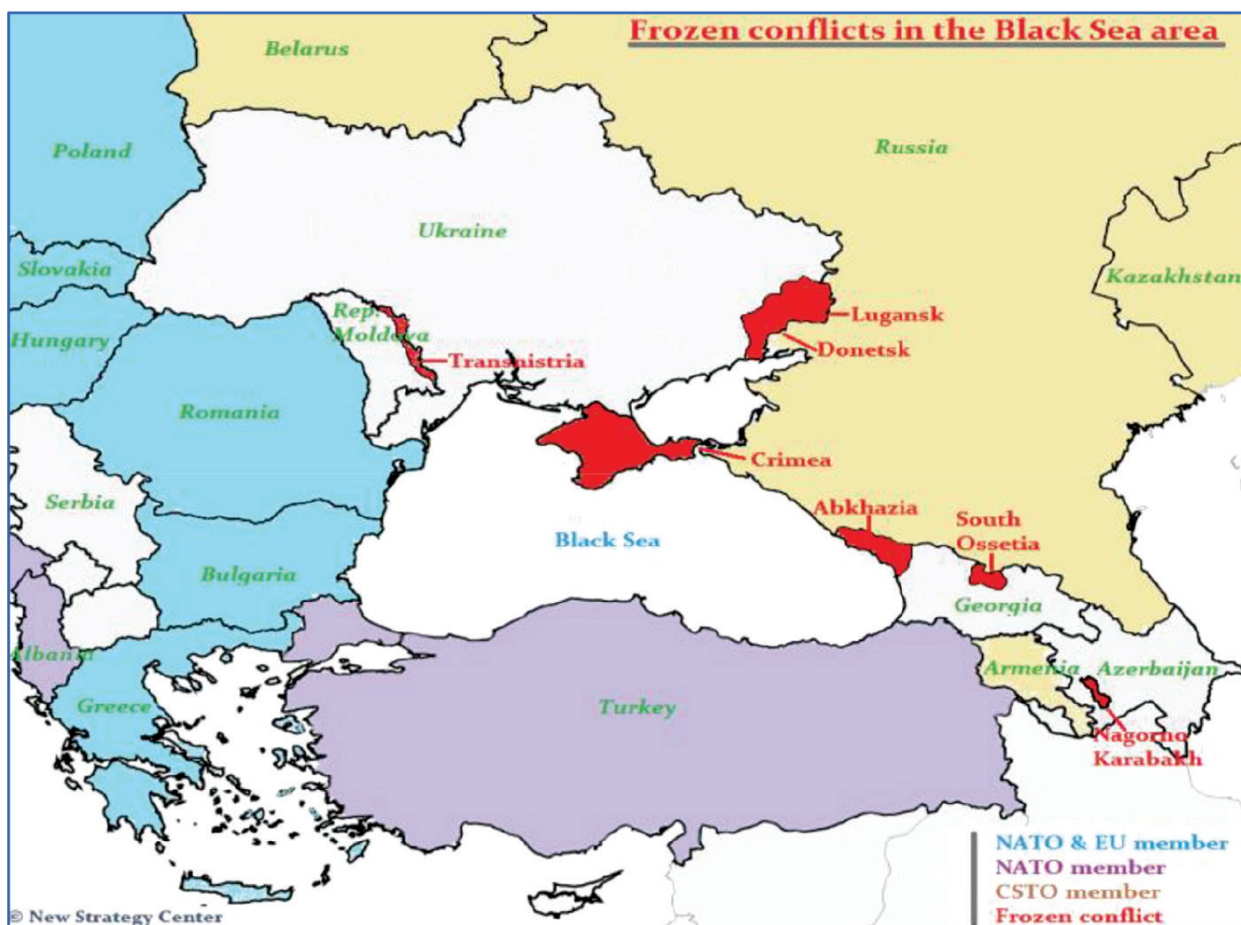 Frozen conflicts in the Black Sea area
Belarus
Poland
Russia
Ukraine
Slovakia
Kazakhstan
Rep.
Moldova
Hungary
Lugansk
Donetsk
Transnistria
Romania
Crimea
Serbia
Abkhazia
South
Ossetia
Black Sea
Bulgaria
Georgia
Albania
Armenia
Azerbaijan
Greece
Turkey
Nagorno
Karabakh
NATO & EU member
NATO member
CSTO member
Frozen conflict
© New Strategy Center